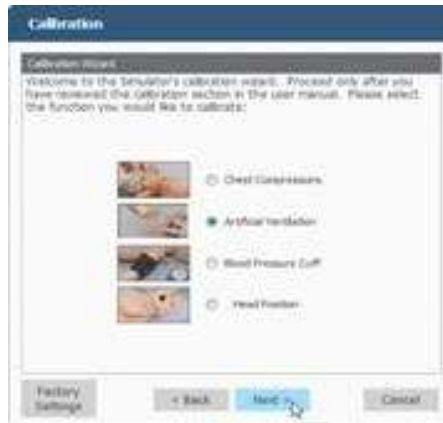 Calibration
Calibration Wizard
Welcome to the Simulator's calibration wizard. Proceed only after you
have reviewed the calibration section in the user manual. Please select
the function you would like to calibrate:
Chest Compressions
Artificial Ventilation
Blood Pressure Cuff
Head Position
Factory
Settings
< Back
Next >
Cancel